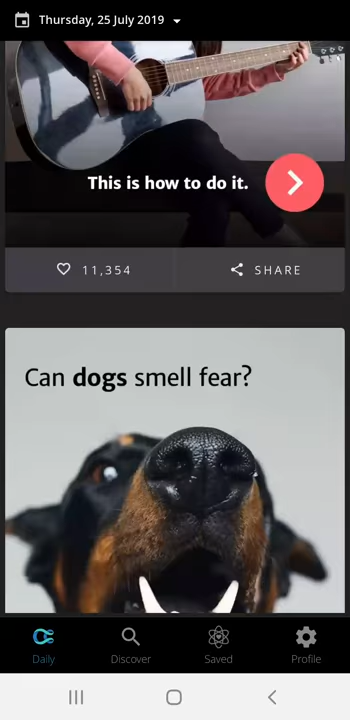 Thursday, 25 July 2019
This is how to do it.
11,354
SHARE
Can dogs smell fear?
Daily
Discover
Saved
Profile